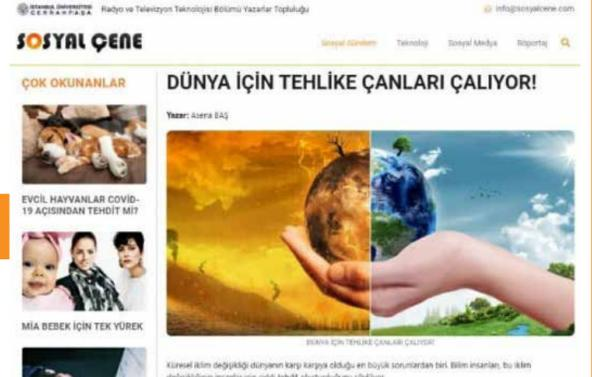 İSTANBUL ÜNİVERSİTESİ
CERRAHPAŞA
Radyo ve Televizyon Teknolojisi Bölümü Yazarlar Topluluğu
info@sosyalcene.com
SOSYAL ÇENE
Sosyal Gündem Teknoloji Sosyal Medya Röportaj
ÇOK OKUNANLAR
EVCİL HAYVANLAR COVİD-
19 AÇISINDAN TEHDİT Mİ?
MİA BEBEK İÇİN TEK YÜREK
DÜNYA İÇİN TEHLİKE ÇANLARI ÇALIYOR!
Yazar: Asena BAŞ
DÜNYA İÇİN TEHLİKE ÇANLARI ÇALIYOR!
Küresel iklim değişikliği dünyanın karşı karşıya olduğu en büyük sorunlardan biri. Bilim insanları, bu iklim